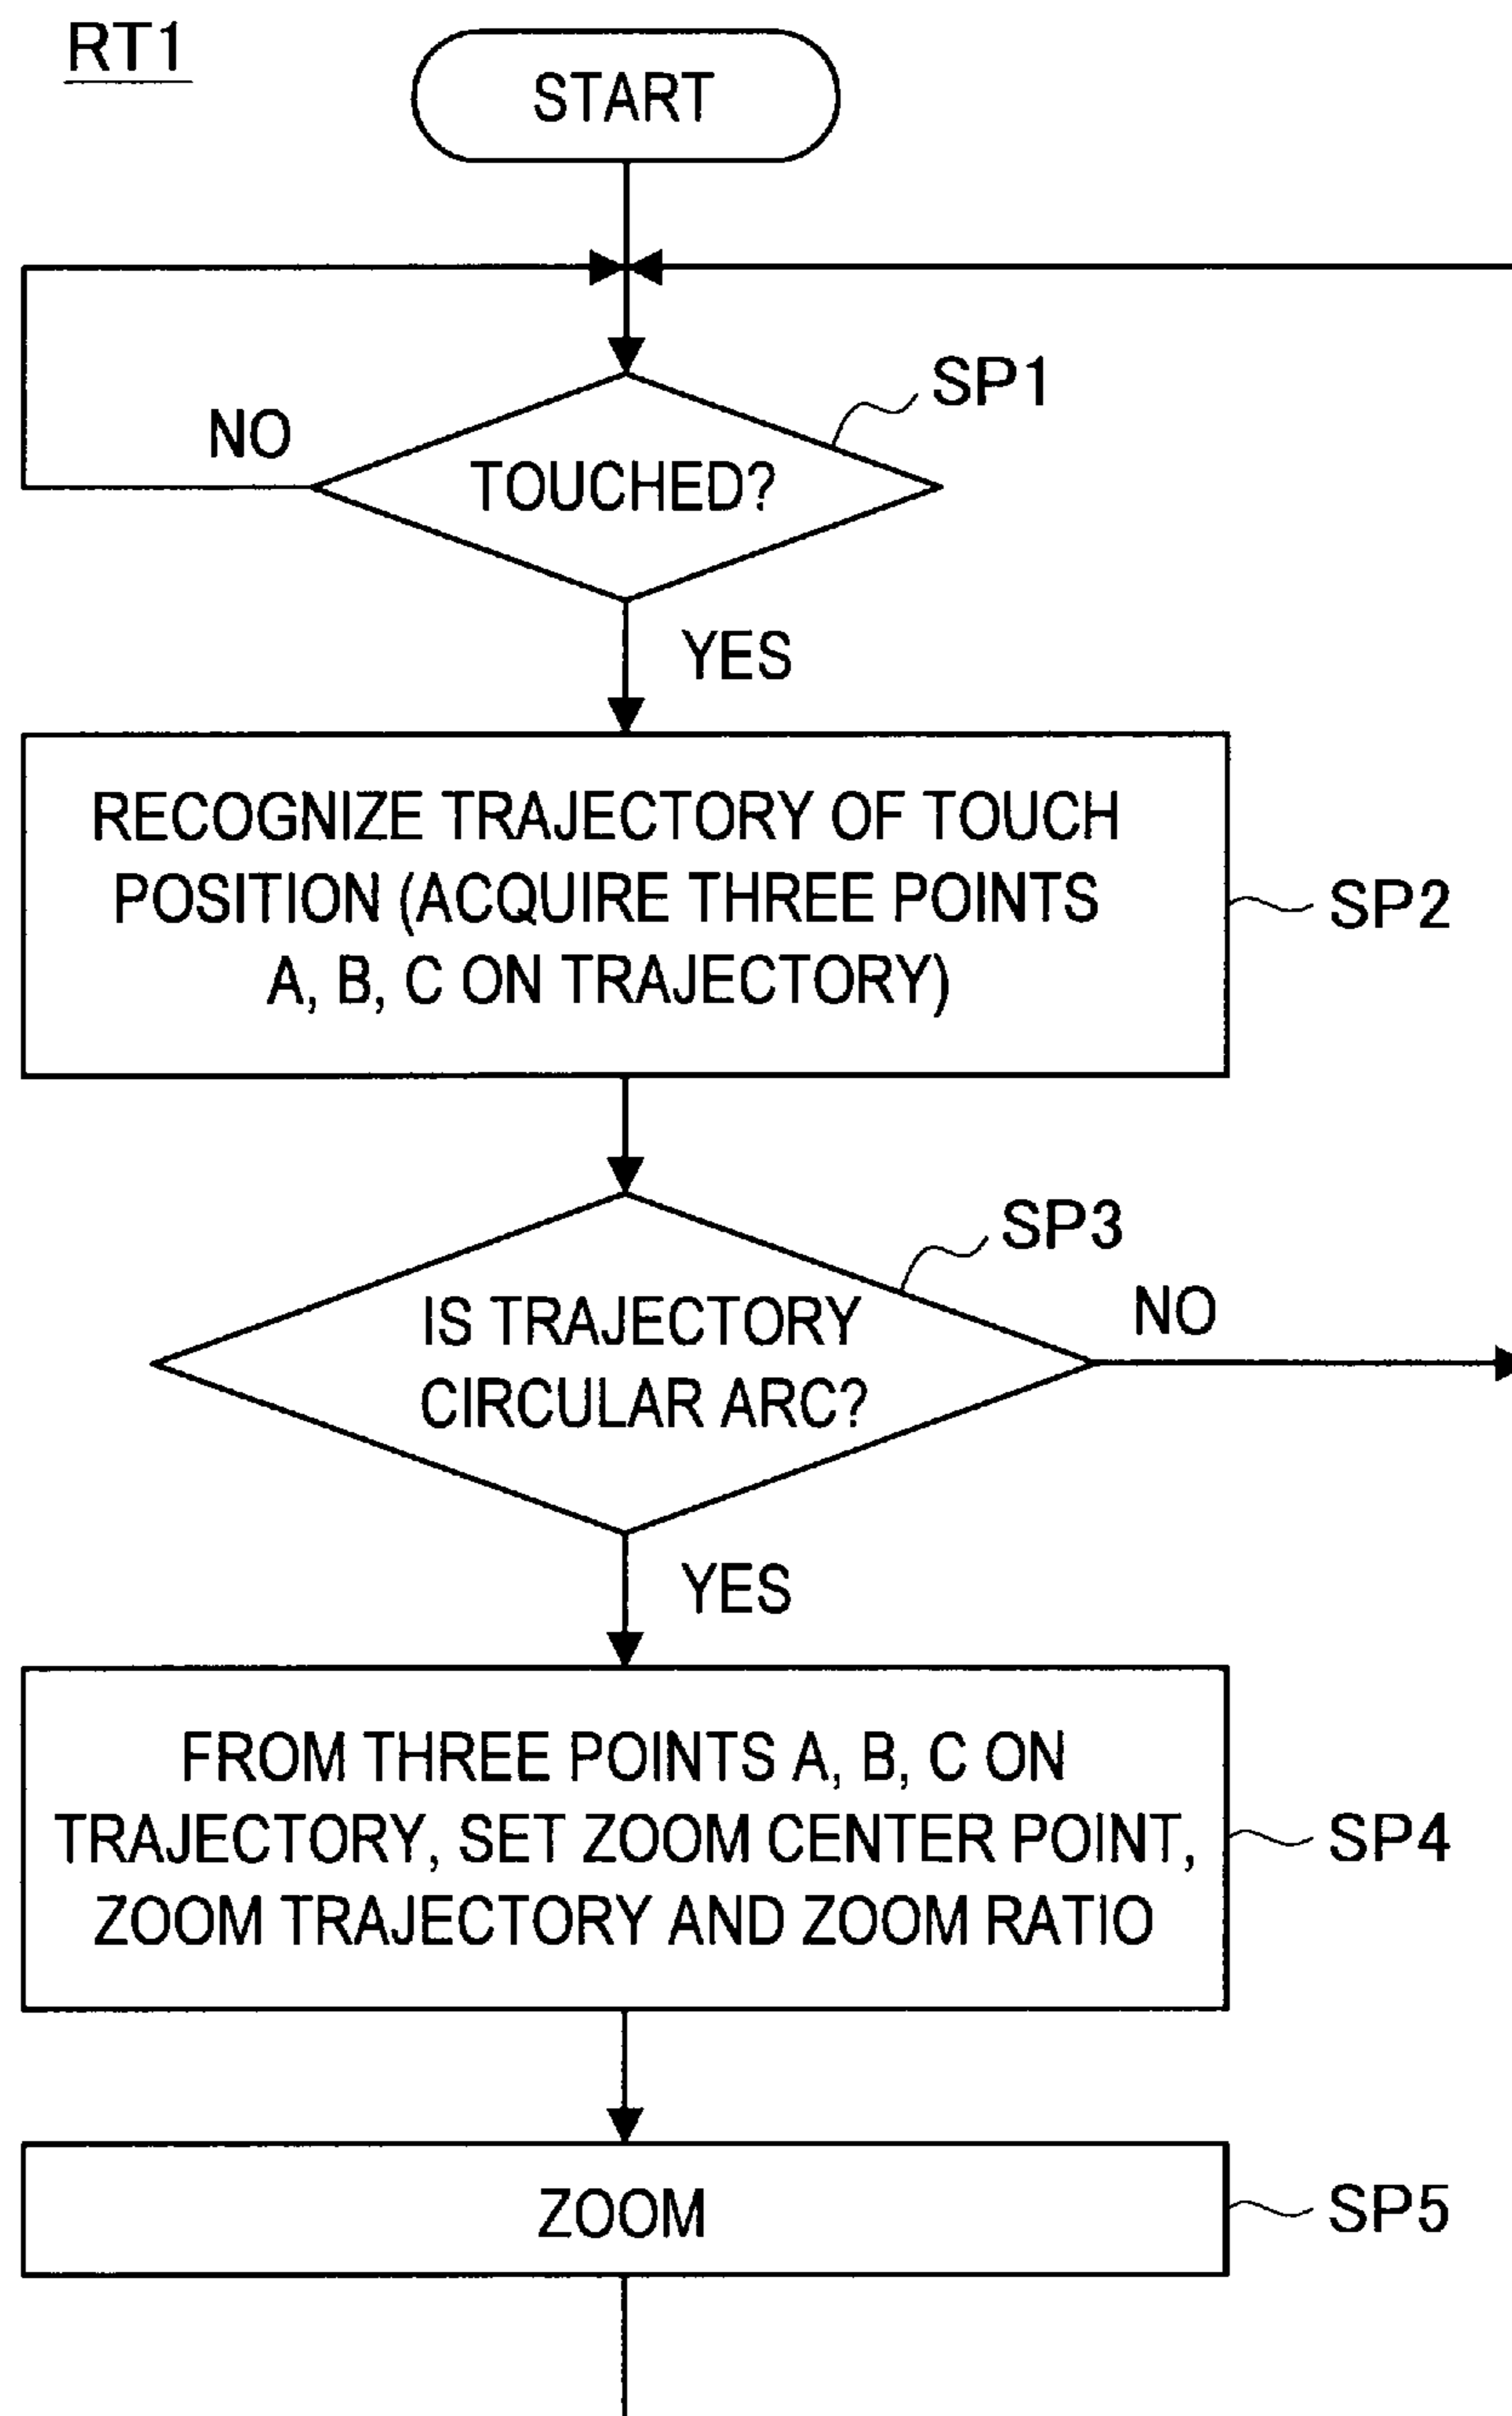 RT1
START
SP1
NO
TOUCHED?
YES
RECOGNIZE TRAJECTORY OF TOUCH
POSITION (ACQUIRE THREE POINTS
A, B, C ON TRAJECTORY)
SP2
SP3
NO
IS TRAJECTORY
CIRCULAR ARC?
YES
FROM THREE POINTS A, B, C ON
TRAJECTORY, SET ZOOM CENTER POINT,
ZOOM TRAJECTORY AND ZOOM RATIO
SP4
ZOOM
SP5